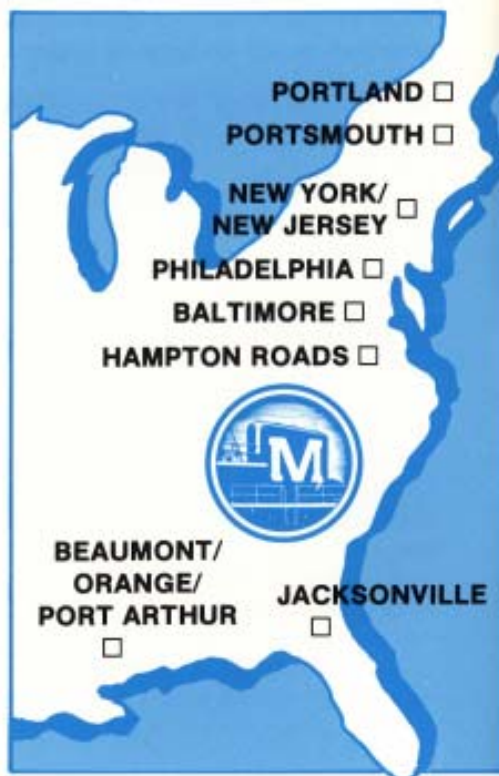 PORTLAND □
PORTSMOUTH □
NEW YORK/
NEW JERSEY □
PHILADELPHIA □
BALTIMORE □
HAMPTON ROADS □
M
BEAUMONT/
ORANGE/
PORT ARTHUR
□
JACKSONVILLE
□